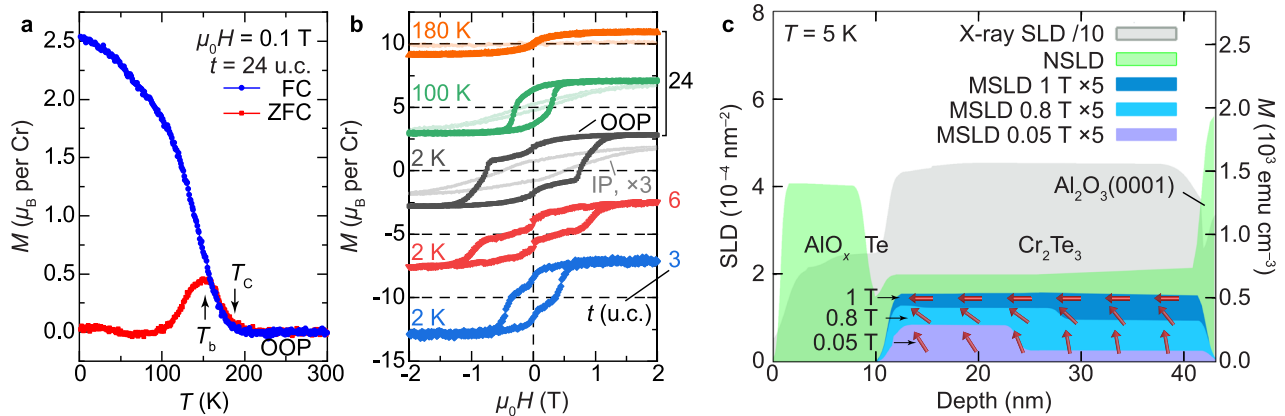 a
μ₀H = 0.1 T
t = 24 u.c.
FC
ZFC
T_C
T_b
OOP
M (μ_B per Cr)
2.5
2.0
1.5
1.0
0.5
0.0
0
100
200
300
T (K)
b
180 K
24
100 K
OOP
2 K
IP, ×3
6
2 K
3
t (u.c.)
2 K
M (μ_B per Cr)
10
5
0
−5
−10
−15
−2
−1
0
1
2
μ₀H (T)
c
T = 5 K
X-ray SLD /10
NSLD
MSLD 1 T ×5
MSLD 0.8 T ×5
MSLD 0.05 T ×5
Al₂O₃(0001)
AlOₓ
Te
Cr₂Te₃
1 T
0.8 T
0.05 T
SLD (10⁻⁴ nm⁻²)
8
6
4
2
0
0
10
20
30
40
Depth (nm)
2.5
2.0
1.5
1.0
0.5
0.0
M (10³ emu cm⁻³)